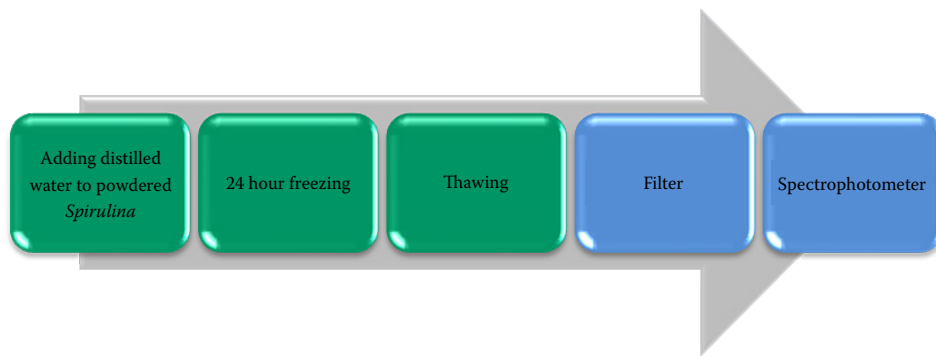 Adding distilled
water to powdered
Spirulina
24 hour freezing
Thawing
Filter
Spectrophotometer